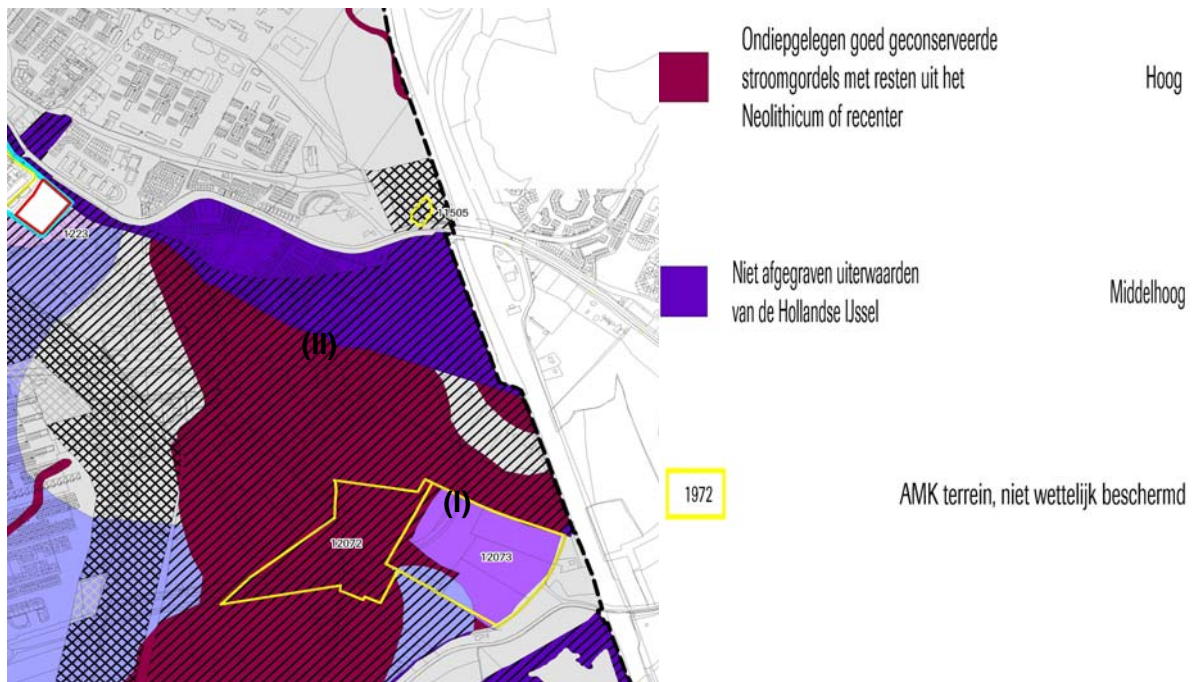 11505
1223
(II)
(I)
12072
12073
Ondiepgelegen goed geconserveerde
stroomgordels met resten uit het
Neolithicum of recenter
Hoog
Niet afgegraven uiterwaarden
van de Hollandse IJssel
Middelhoog
1972
AMK terrein, niet wettelijk beschermd